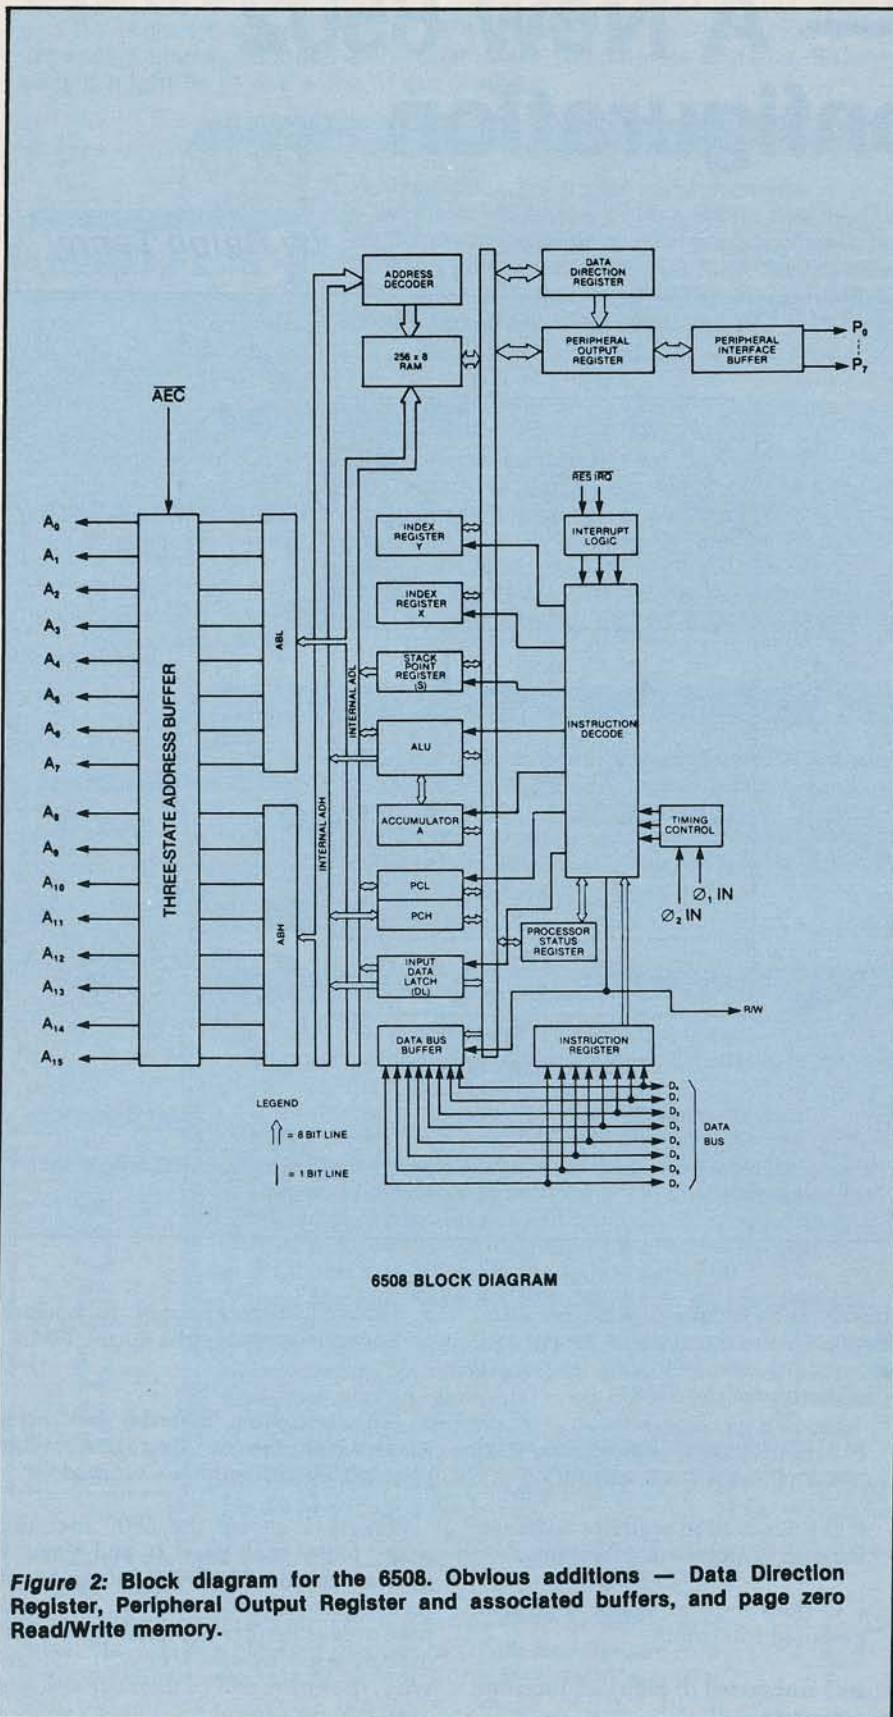 ADDRESS
DECODER
DATA
DIRECTION
REGISTER
256 x 8
RAM
PERIPHERAL
OUTPUT
REGISTER
PERIPHERAL
INTERFACE
BUFFER
P₀
P₇
AEC
RES IRQ
INTERRUPT
LOGIC
A₀
A₁
A₂
A₃
A₄
A₅
A₆
A₇
A₈
A₉
A₁₀
A₁₁
A₁₂
A₁₃
A₁₄
A₁₅
THREE-STATE ADDRESS BUFFER
ABL
ABH
INTERNAL ADH
INTERNAL ADL
INDEX
REGISTER
Y
INDEX
REGISTER
X
STACK
POINT
REGISTER
(S)
ALU
ACCUMULATOR
A
PCL
PCH
INPUT
DATA
LATCH
(DL)
DATA BUS
BUFFER
INSTRUCTION
DECODE
TIMING
CONTROL
∅₁ IN
∅₂ IN
PROCESSOR
STATUS
REGISTER
R/W
INSTRUCTION
REGISTER
DATA
BUS
LEGEND
= 8 BIT LINE
= 1 BIT LINE
6508 BLOCK DIAGRAM
Figure 2: Block diagram for the 6508. Obvious additions — Data Direction
Register, Peripheral Output Register and associated buffers, and page zero
Read/Write memory.